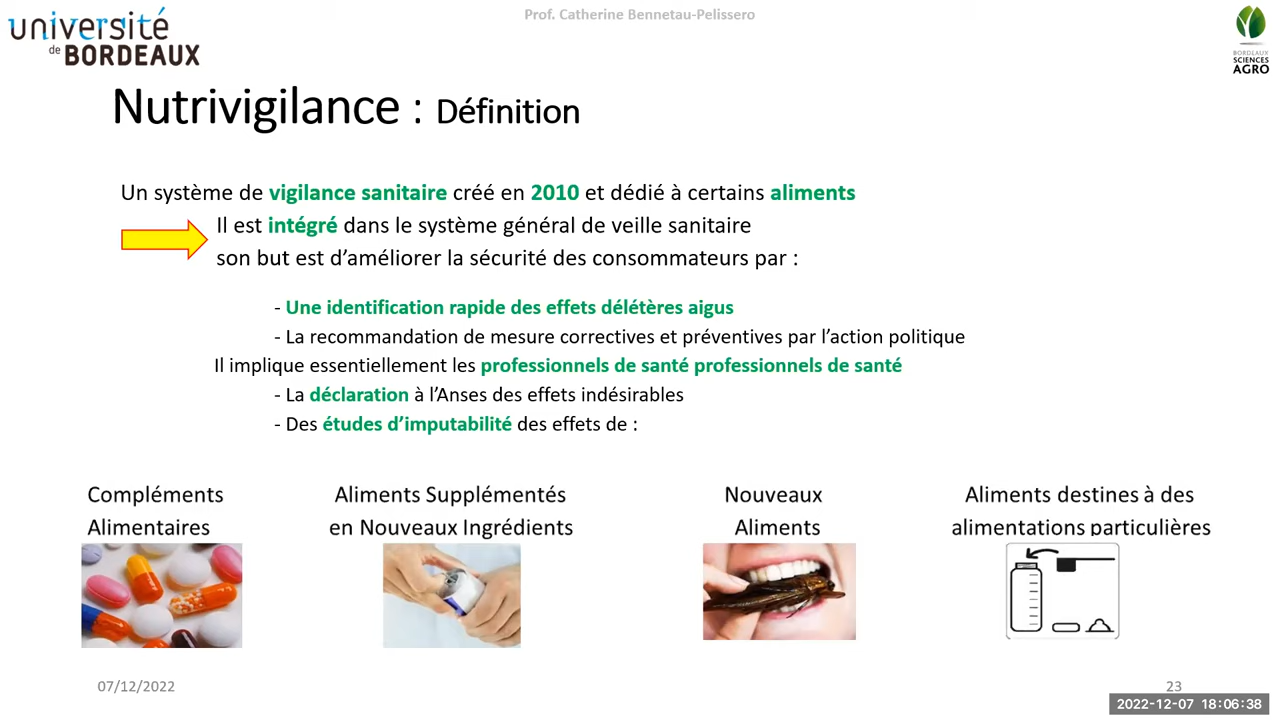 Prof. Catherine Bennetau-Pelissero
université
de BORDEAUX
BORDEAUX
SCIENCES
AGRO
Nutrivigilance : Définition
Un système de vigilance sanitaire créé en 2010 et dédié à certains aliments
Il est intégré dans le système général de veille sanitaire
son but est d’améliorer la sécurité des consommateurs par :
- Une identification rapide des effets délétères aigus
- La recommandation de mesure correctives et préventives par l’action politique
Il implique essentiellement les professionnels de santé professionnels de santé
- La déclaration à l’Anses des effets indésirables
- Des études d’imputabilité des effets de :
Compléments
Alimentaires
Aliments Supplémentés
en Nouveaux Ingrédients
Nouveaux
Aliments
Aliments destines à des
alimentations particulières
07/12/2022
23
2022-12-07 18:06:38